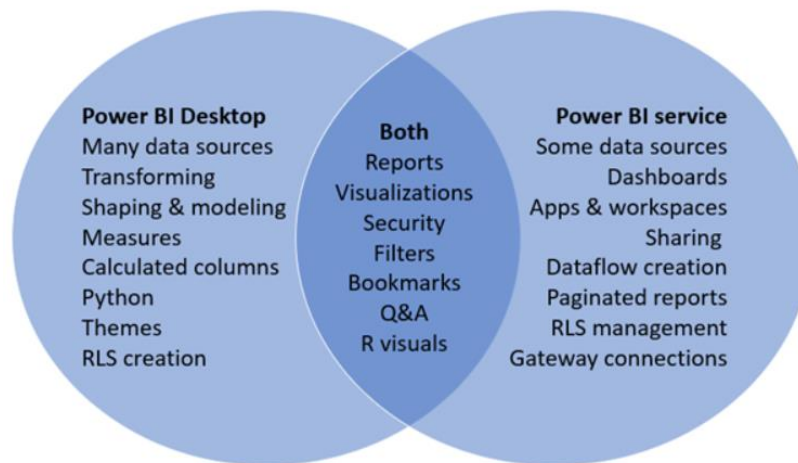 Power BI Desktop
Many data sources
Transforming
Shaping & modeling
Measures
Calculated columns
Python
Themes
RLS creation
Both
Reports
Visualizations
Security
Filters
Bookmarks
Q&A
R visuals
Power BI service
Some data sources
Dashboards
Apps & workspaces
Sharing
Dataflow creation
Paginated reports
RLS management
Gateway connections